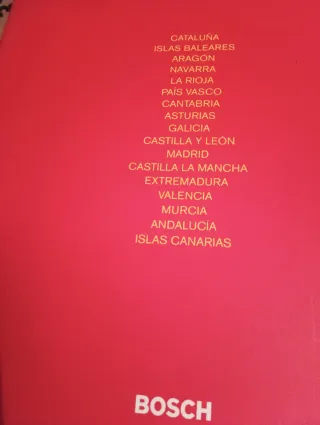 CATALUÑA
ISLAS BALEARES
ARAGON
NAVARRA
LA RIOJA
PAÍS VASCO
CANTABRIA
ASTURIAS
GALICIA
CASTILLA Y LEÓN
MADRID
CASTILLA LA MANCHA
EXTREMADURA
VALENCIA
MURCIA
ANDALUCÍA
ISLAS CANARIAS
BOSCH